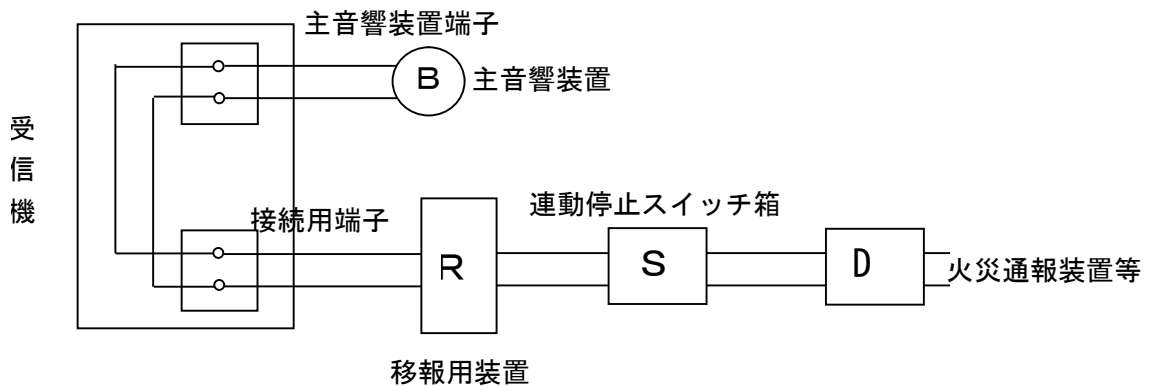 主音響装置端子
B
主音響装置
受信機
接続用端子
連動停止スイッチ箱
R
S
D
火災通報装置等
移報用装置